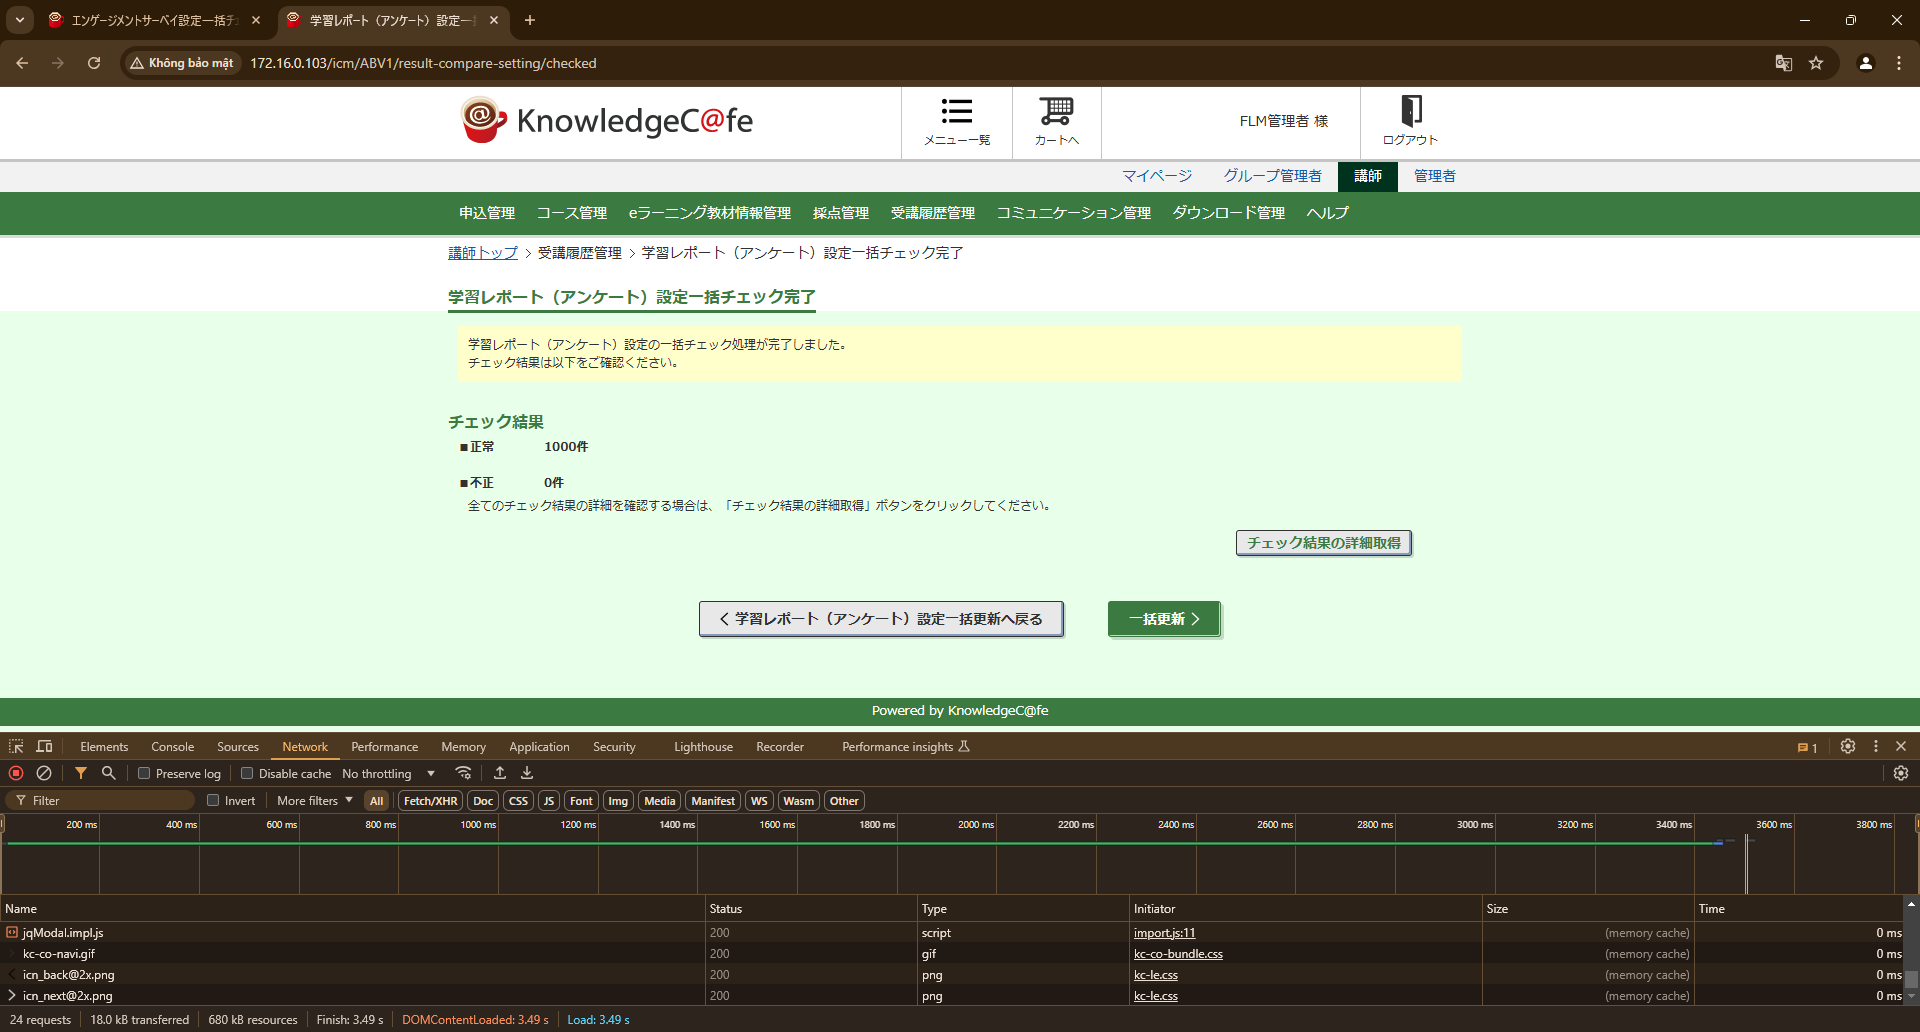 エンゲージメントサーベイ設定一括チェ
学習レポート（アンケート）設定一
Không bảo mật
172.16.0.103/icm/ABV1/result-compare-setting/checked
KnowledgeC@fe
メニュー一覧
カートへ
FLM管理者 様
ログアウト
マイページ グループ管理者 講師 管理者
申込管理 コース管理 eラーニング教材情報管理 採点管理 受講履歴管理 コミュニケーション管理 ダウンロード管理 ヘルプ
講師トップ > 受講履歴管理 > 学習レポート（アンケート）設定一括チェック完了
学習レポート（アンケート）設定一括チェック完了
学習レポート（アンケート）設定の一括チェック処理が完了しました。
チェック結果は以下をご確認ください。
チェック結果
■正常 1000件
■不正 0件
全てのチェック結果の詳細を確認する場合は、「チェック結果の詳細取得」ボタンをクリックしてください。
チェック結果の詳細取得
学習レポート（アンケート）設定一括更新へ戻る
一括更新
Powered by KnowledgeC@fe
Elements Console Sources Network Performance Memory Application Security Lighthouse Recorder Performance insights 1
Preserve log Disable cache No throttling
Filter Invert More filters All Fetch/XHR Doc CSS JS Font Img Media Manifest WS Wasm Other
200 ms 400 ms 600 ms 800 ms 1000 ms 1200 ms 1400 ms 1600 ms 1800 ms 2000 ms 2200 ms 2400 ms 2600 ms 2800 ms 3000 ms 3200 ms 3400 ms 3600 ms 3800 ms
Name Status Type Initiator Size Time
jqModal.impl.js 200 script import.js:11 (memory cache) 0 ms
kc-co-navi.gif 200 gif kc-co-bundle.css (memory cache) 0 ms
icn_back@2x.png 200 png kc-le.css (memory cache) 0 ms
icn_next@2x.png 200 png kc-le.css (memory cache) 0 ms
24 requests 18.0 kB transferred 680 kB resources Finish: 3.49 s DOMContentLoaded: 3.49 s Load: 3.49 s